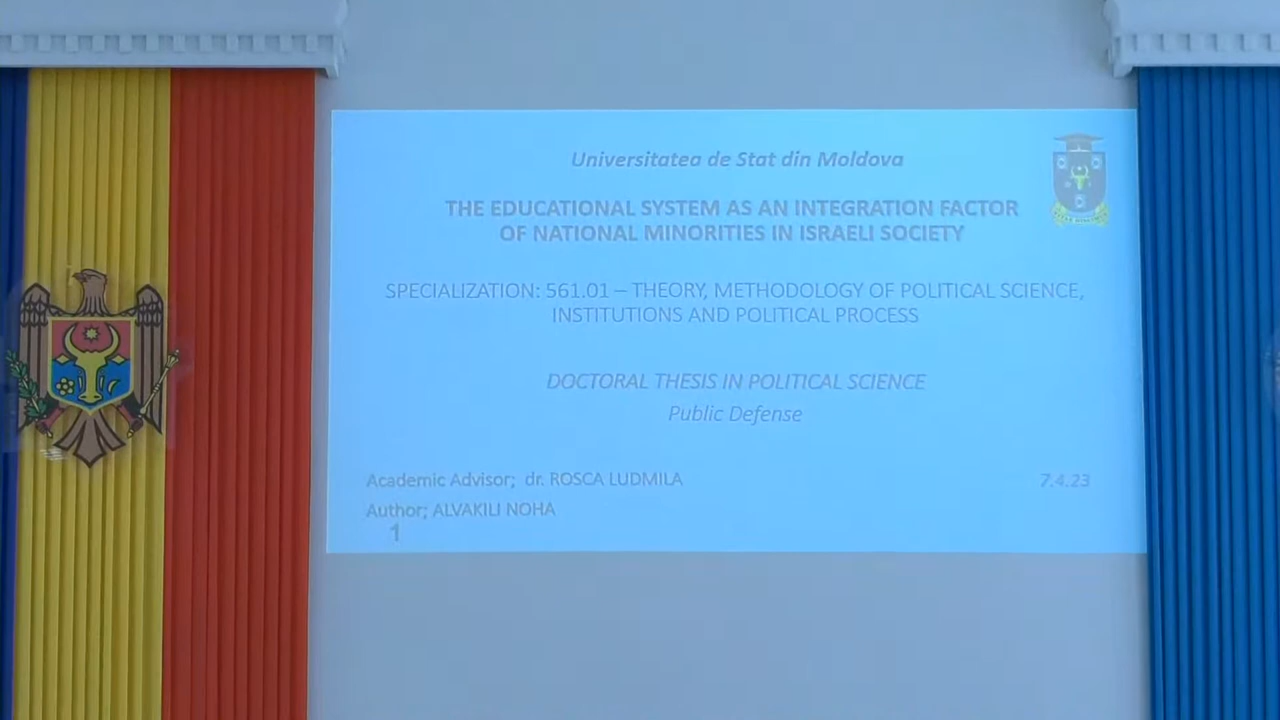 Universitatea de Stat din Moldova
THE EDUCATIONAL SYSTEM AS AN INTEGRATION FACTOR
OF NATIONAL MINORITIES IN ISRAELI SOCIETY
SPECIALIZATION: 561.01 – THEORY, METHODOLOGY OF POLITICAL SCIENCE,
INSTITUTIONS AND POLITICAL PROCESS
DOCTORAL THESIS IN POLITICAL SCIENCE
Public Defense
Academic Advisor; dr. ROSCA LUDMILA
7.4.23
Author; ALVAKILI NOHA
1